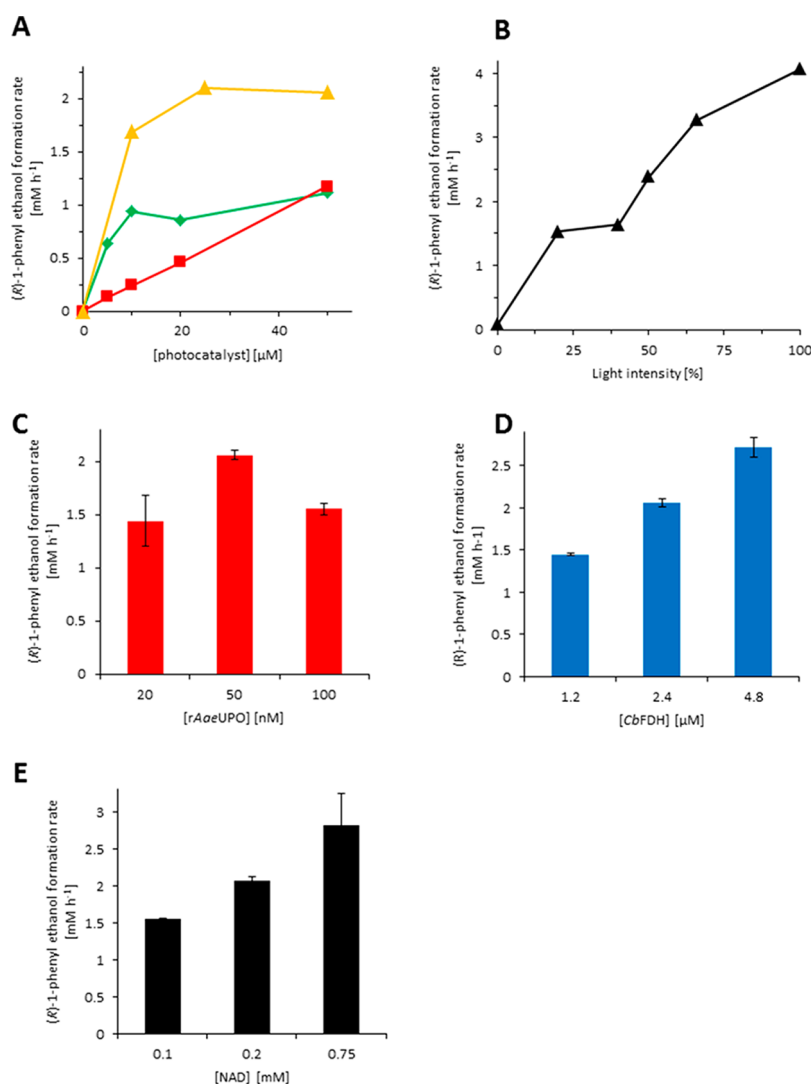 A
(R)-1-phenyl ethanol formation rate
[mM h-1]
2
1.5
1
0.5
0
0 20 40
[photocatalyst] [µM]
B
(R)-1-phenyl ethanol formation rate
[mM h-1]
4
3
2
1
0
0 25 50 75 100
Light intensity [%]
C
(R)-1-phenyl ethanol formation rate
[mM h-1]
2
1.5
1
0.5
0
20 50 100
[rAaeUPO] [nM]
D
(R)-1-phenyl ethanol formation rate
[mM h-1]
2.5
2
1.5
1
0.5
0
1.2 2.4 4.8
[CbFDH] [µM]
E
(R)-1-phenyl ethanol formation rate
[mM h-1]
3
2.5
2
1.5
1
0.5
0
0.1 0.2 0.75
[NAD] [mM]